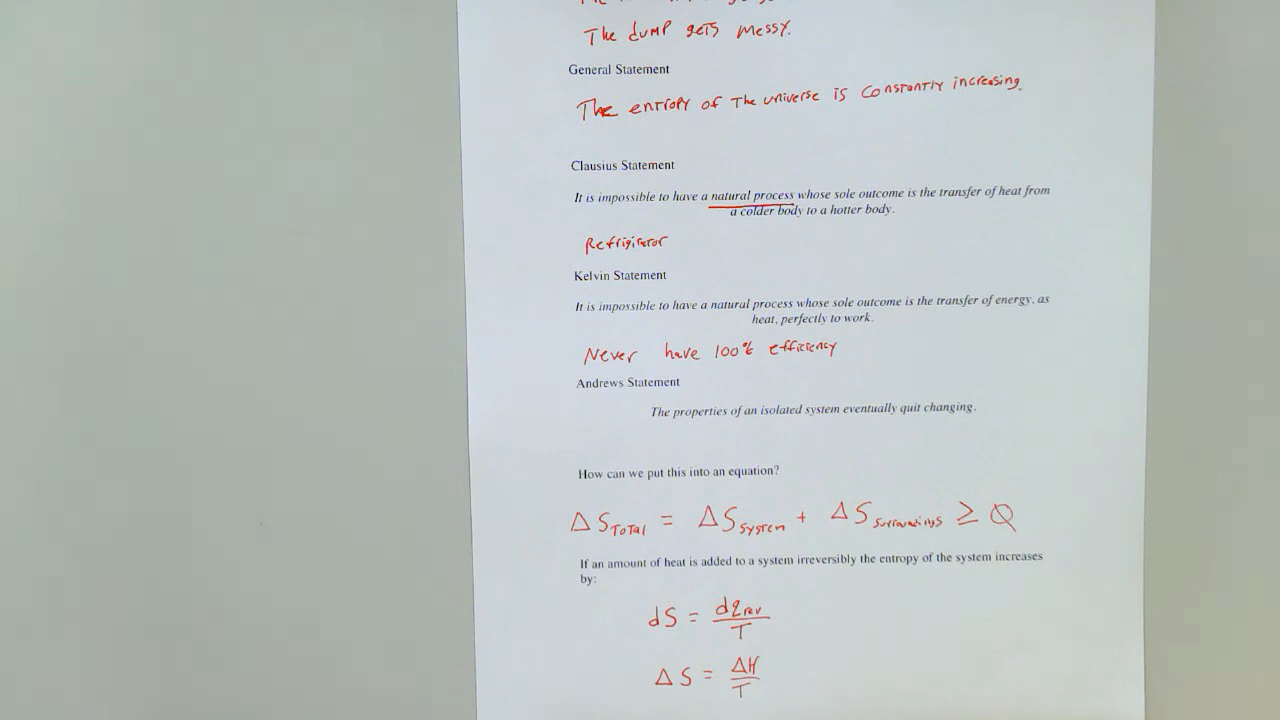 The dump gets messy.
General Statement
The entropy of the universe is constantly increasing.
Clausius Statement
It is impossible to have a natural process whose sole outcome is the transfer of heat from
a colder body to a hotter body.
Refrigirator
Kelvin Statement
It is impossible to have a natural process whose sole outcome is the transfer of energy, as
heat, perfectly to work.
Never have 100% efficiency
Andrews Statement
The properties of an isolated system eventually quit changing.
How can we put this into an equation?
ΔS_Total = ΔS_System + ΔS_Surroundings ≥ 0
If an amount of heat is added to a system irreversibly the entropy of the system increases
by:
dS = dq_rev / T
ΔS = ΔH / T